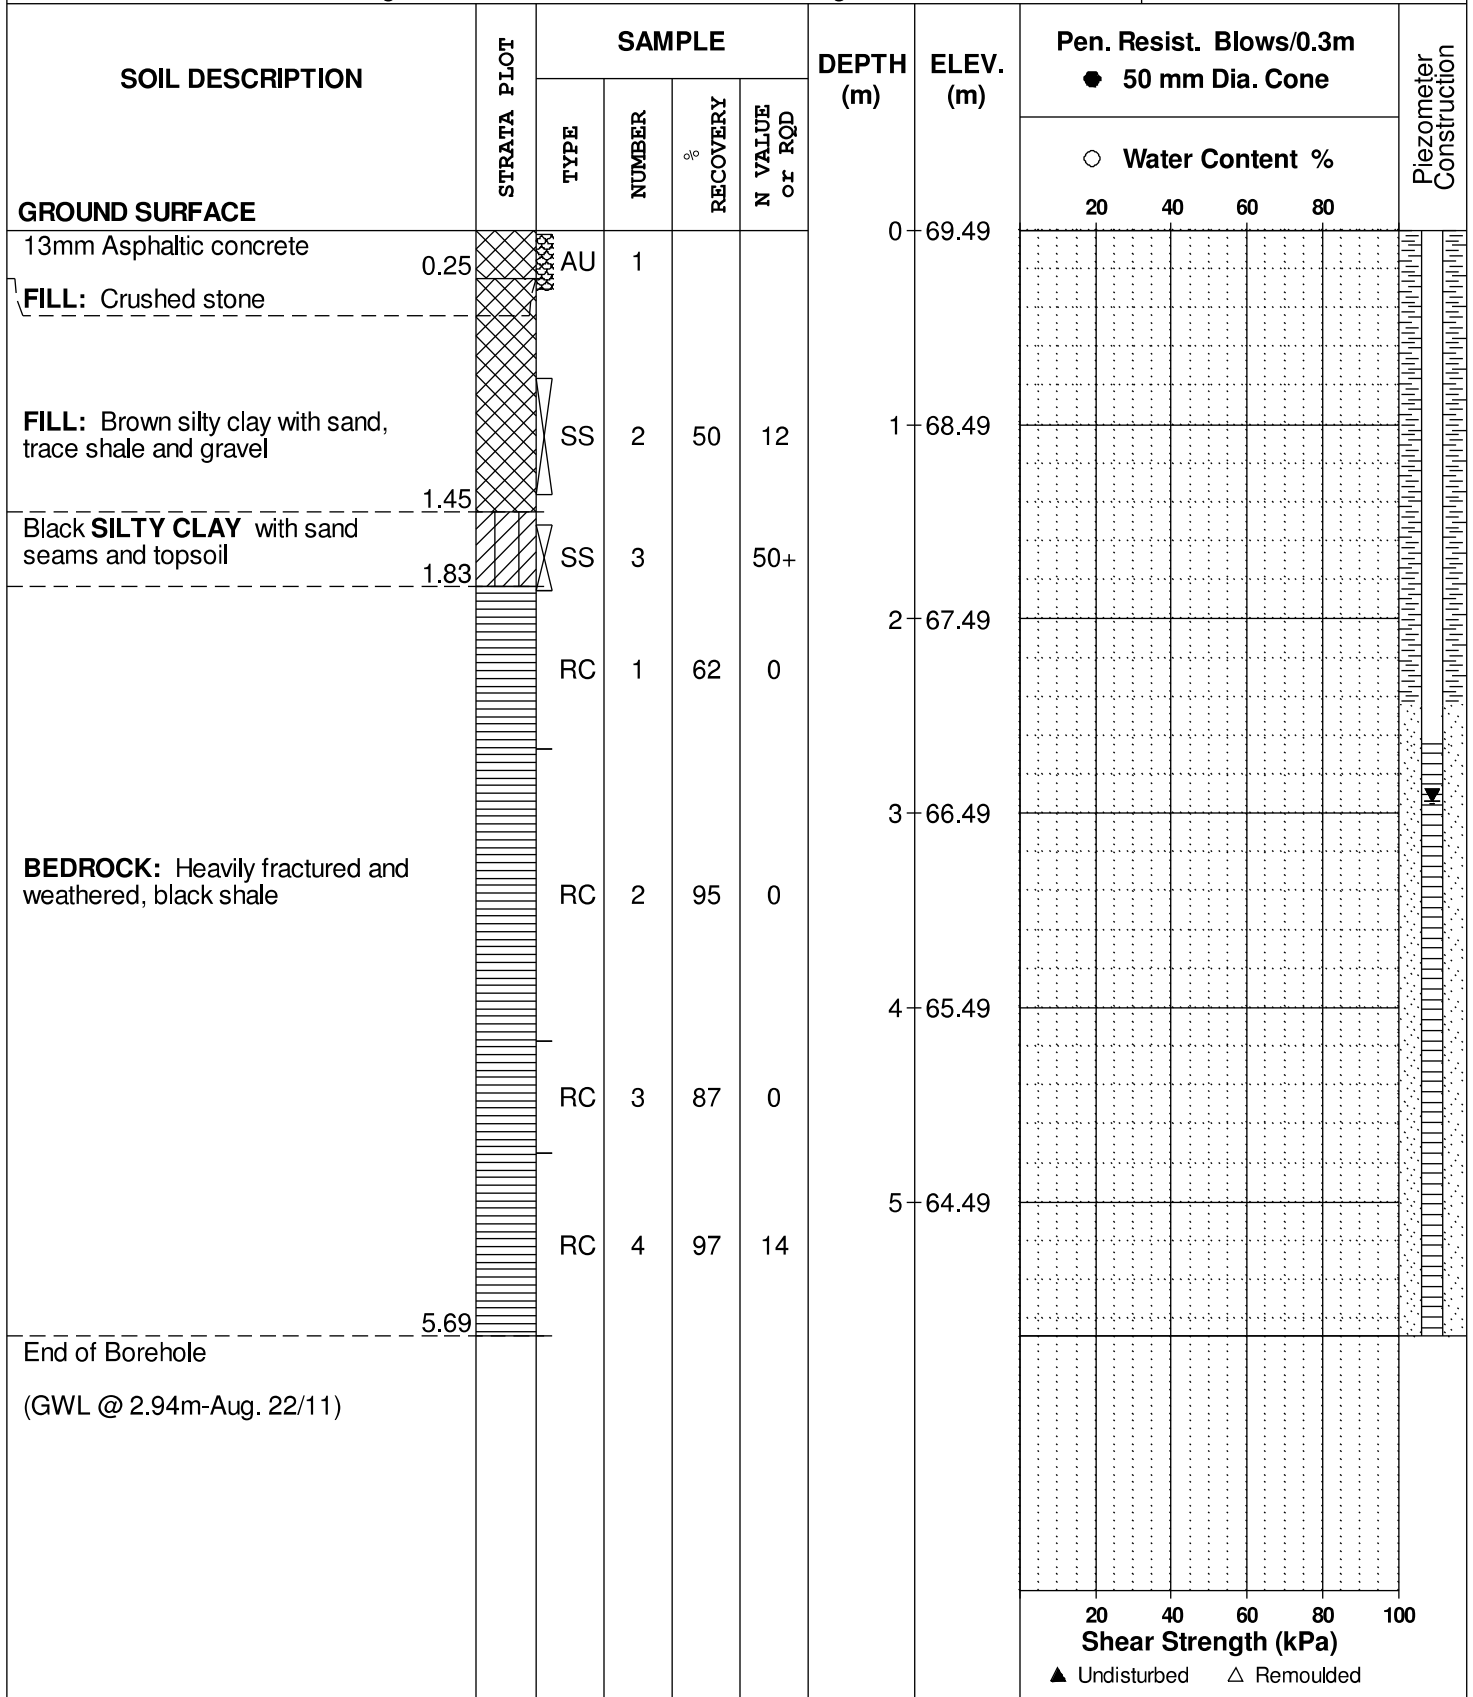 SOIL DESCRIPTION
GROUND SURFACE
STRATA PLOT
SAMPLE
TYPE
NUMBER
% RECOVERY
N VALUE or RQD
DEPTH (m)
ELEV. (m)
Pen. Resist. Blows/0.3m
● 50 mm Dia. Cone
○ Water Content %
20 40 60 80
Piezometer Construction
0 69.49
13mm Asphaltic concrete
0.25
AU 1
FILL: Crushed stone
FILL: Brown silty clay with sand,
trace shale and gravel
SS 2 50 12
1 68.49
1.45
Black SILTY CLAY with sand
seams and topsoil
1.83
SS 3 50+
2 67.49
RC 1 62 0
3 66.49
BEDROCK: Heavily fractured and
weathered, black shale
RC 2 95 0
4 65.49
RC 3 87 0
5 64.49
RC 4 97 14
5.69
End of Borehole
(GWL @ 2.94m-Aug. 22/11)
20 40 60 80 100
Shear Strength (kPa)
▲ Undisturbed △ Remoulded